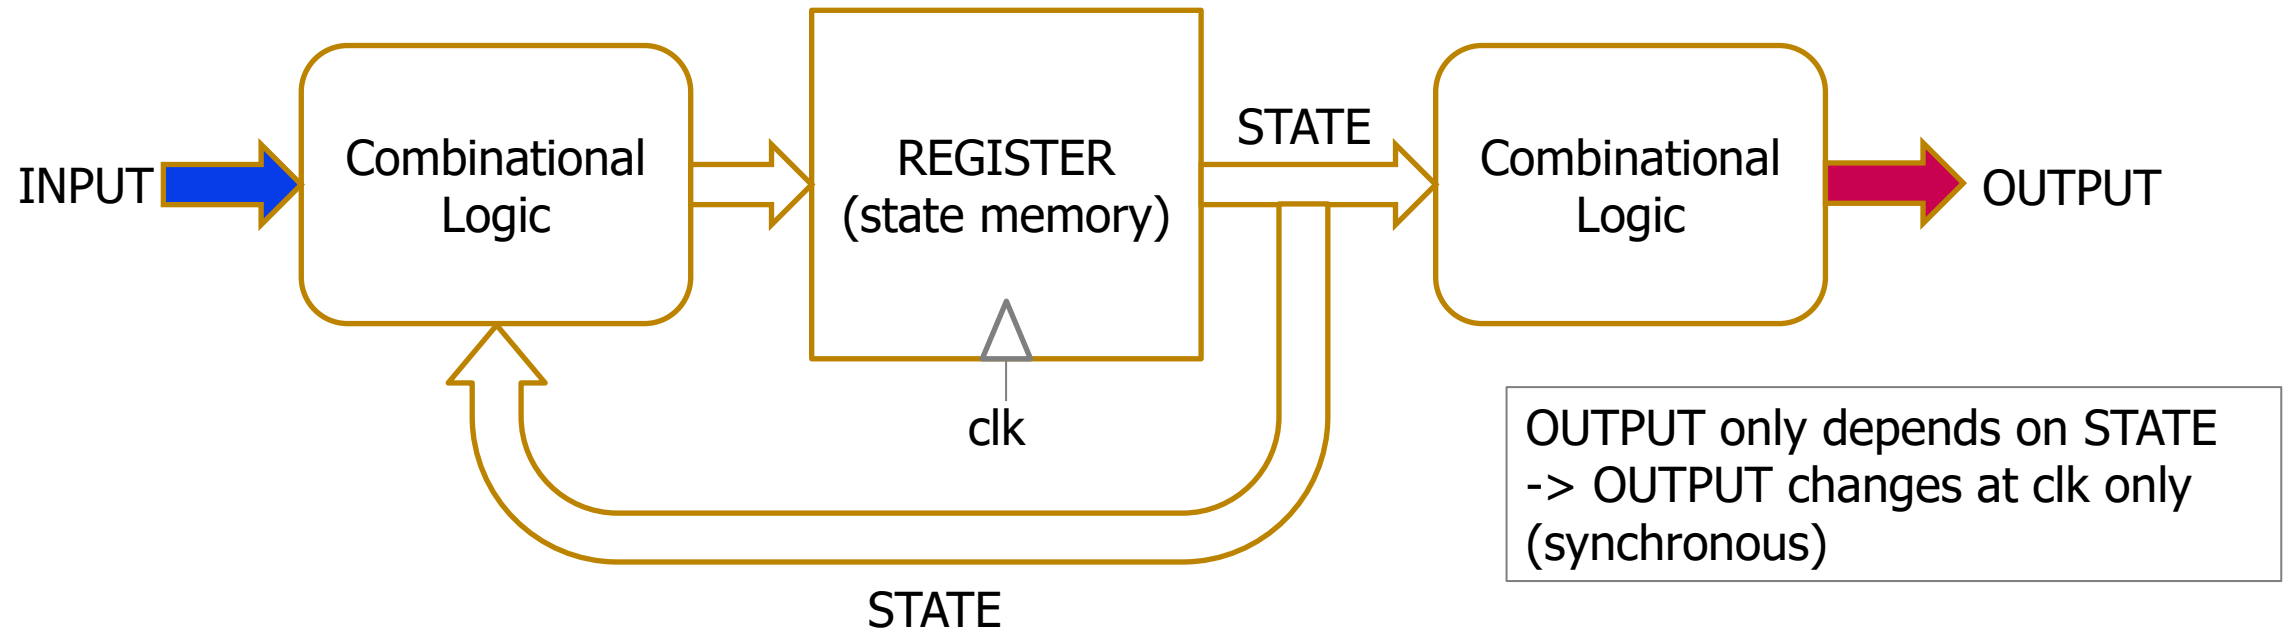 INPUT
Combinational
Logic
REGISTER
(state memory)
clk
STATE
Combinational
Logic
OUTPUT
STATE
OUTPUT only depends on STATE
-> OUTPUT changes at clk only
(synchronous)